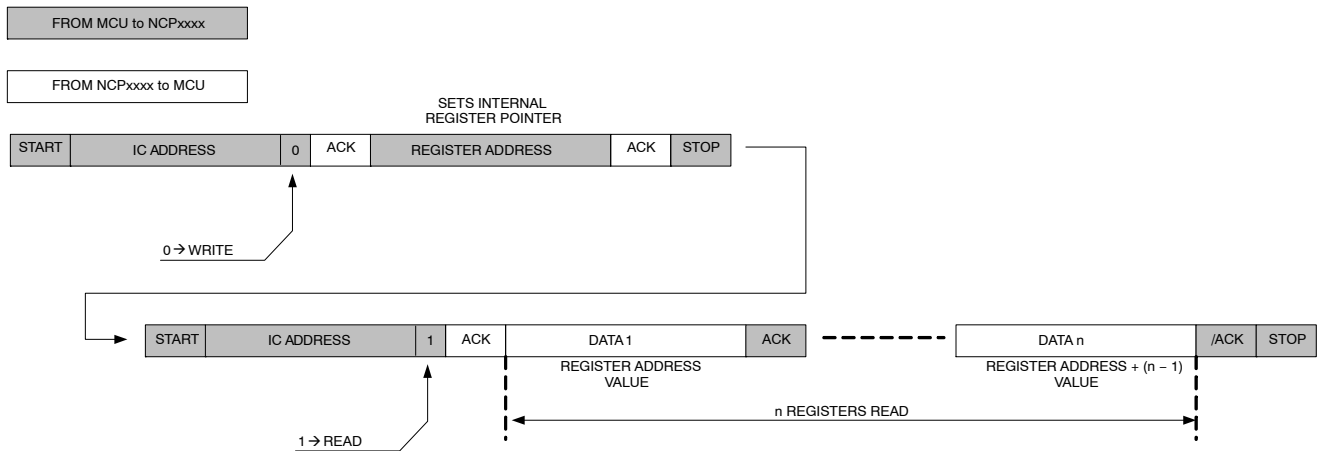 FROM MCU to NCPxxxx
FROM NCPxxxx to MCU
SETS INTERNAL
REGISTER POINTER
START IC ADDRESS 0 ACK REGISTER ADDRESS ACK STOP
0 → WRITE
START IC ADDRESS 1 ACK DATA 1 ACK DATA n /ACK STOP
REGISTER ADDRESS
VALUE
REGISTER ADDRESS + (n − 1)
VALUE
n REGISTERS READ
1 → READ